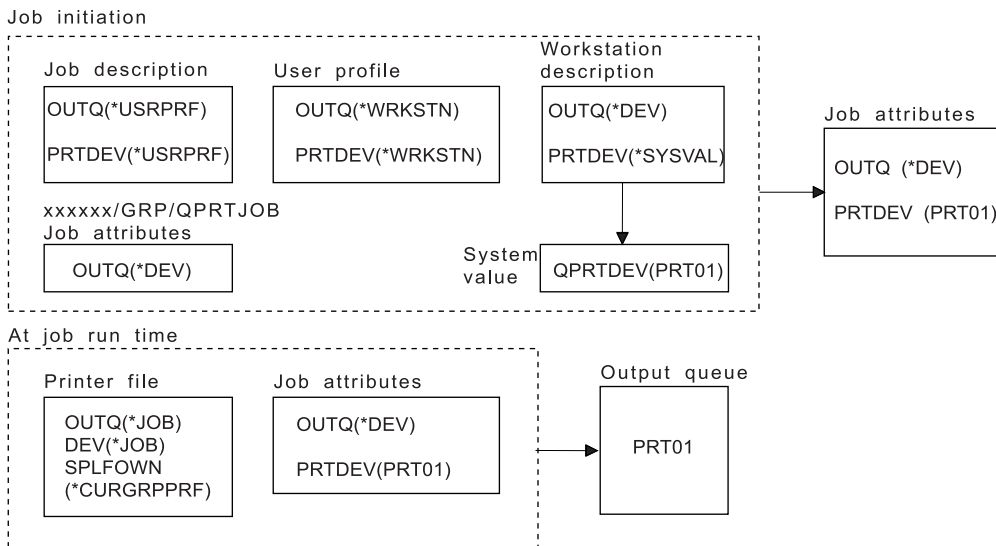 Job initiation
Job description
OUTQ(*USRPRF)
PRTDEV(*USRPRF)
User profile
OUTQ(*WRKSTN)
PRTDEV(*WRKSTN)
Workstation
description
OUTQ(*DEV)
PRTDEV(*SYSVAL)
Job attributes
OUTQ (*DEV)
PRTDEV (PRT01)
xxxxxx/GRP/QPRTJOB
Job attributes
OUTQ(*DEV)
System
value
QPRTDEV(PRT01)
At job run time
Printer file
OUTQ(*JOB)
DEV(*JOB)
SPLFOWN
(*CURGRPPRF)
Job attributes
OUTQ(*DEV)
PRTDEV(PRT01)
Output queue
PRT01